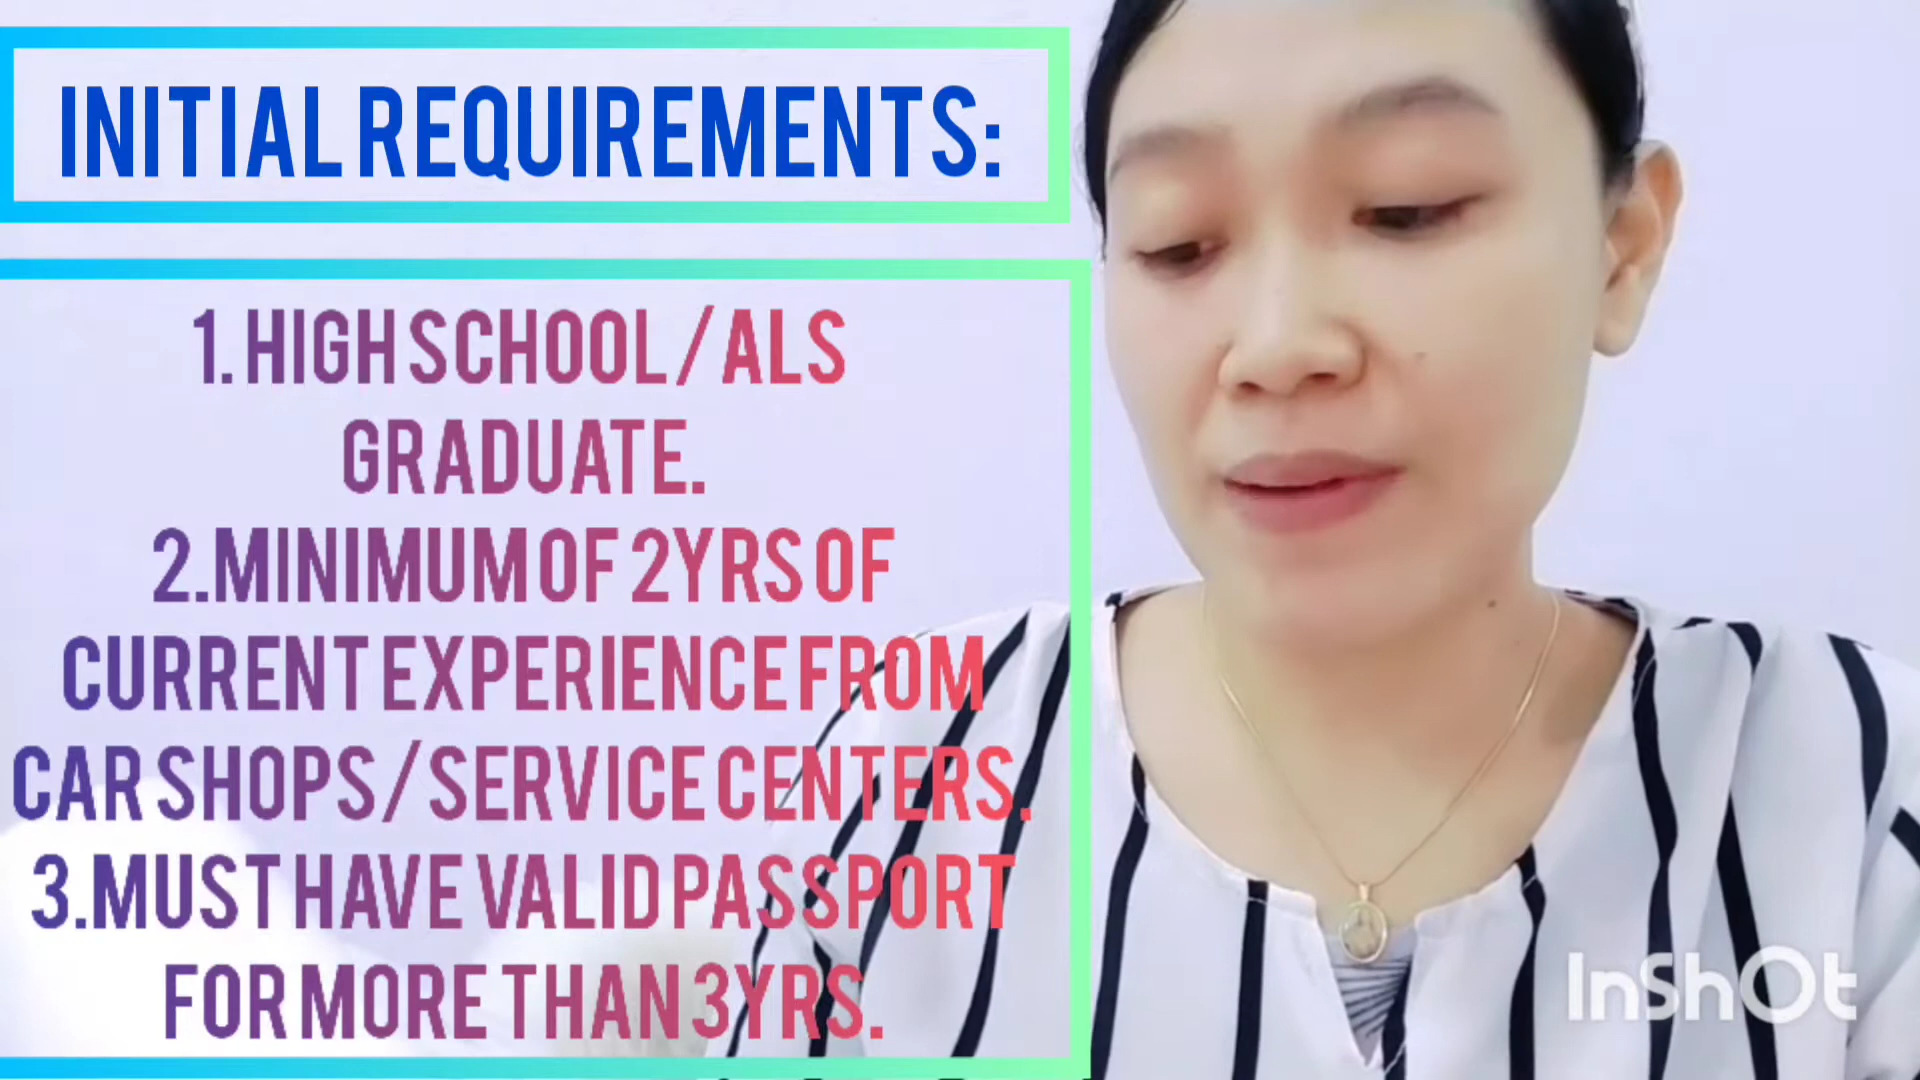 INITIAL REQUIREMENTS:
1. HIGH SCHOOL / ALS
GRADUATE.
2.MINIMUM OF 2YRS OF
CURRENT EXPERIENCE FROM
CAR SHOPS / SERVICE CENTERS.
3.MUST HAVE VALID PASSPORT
FOR MORE THAN 3YRS.
InShOt